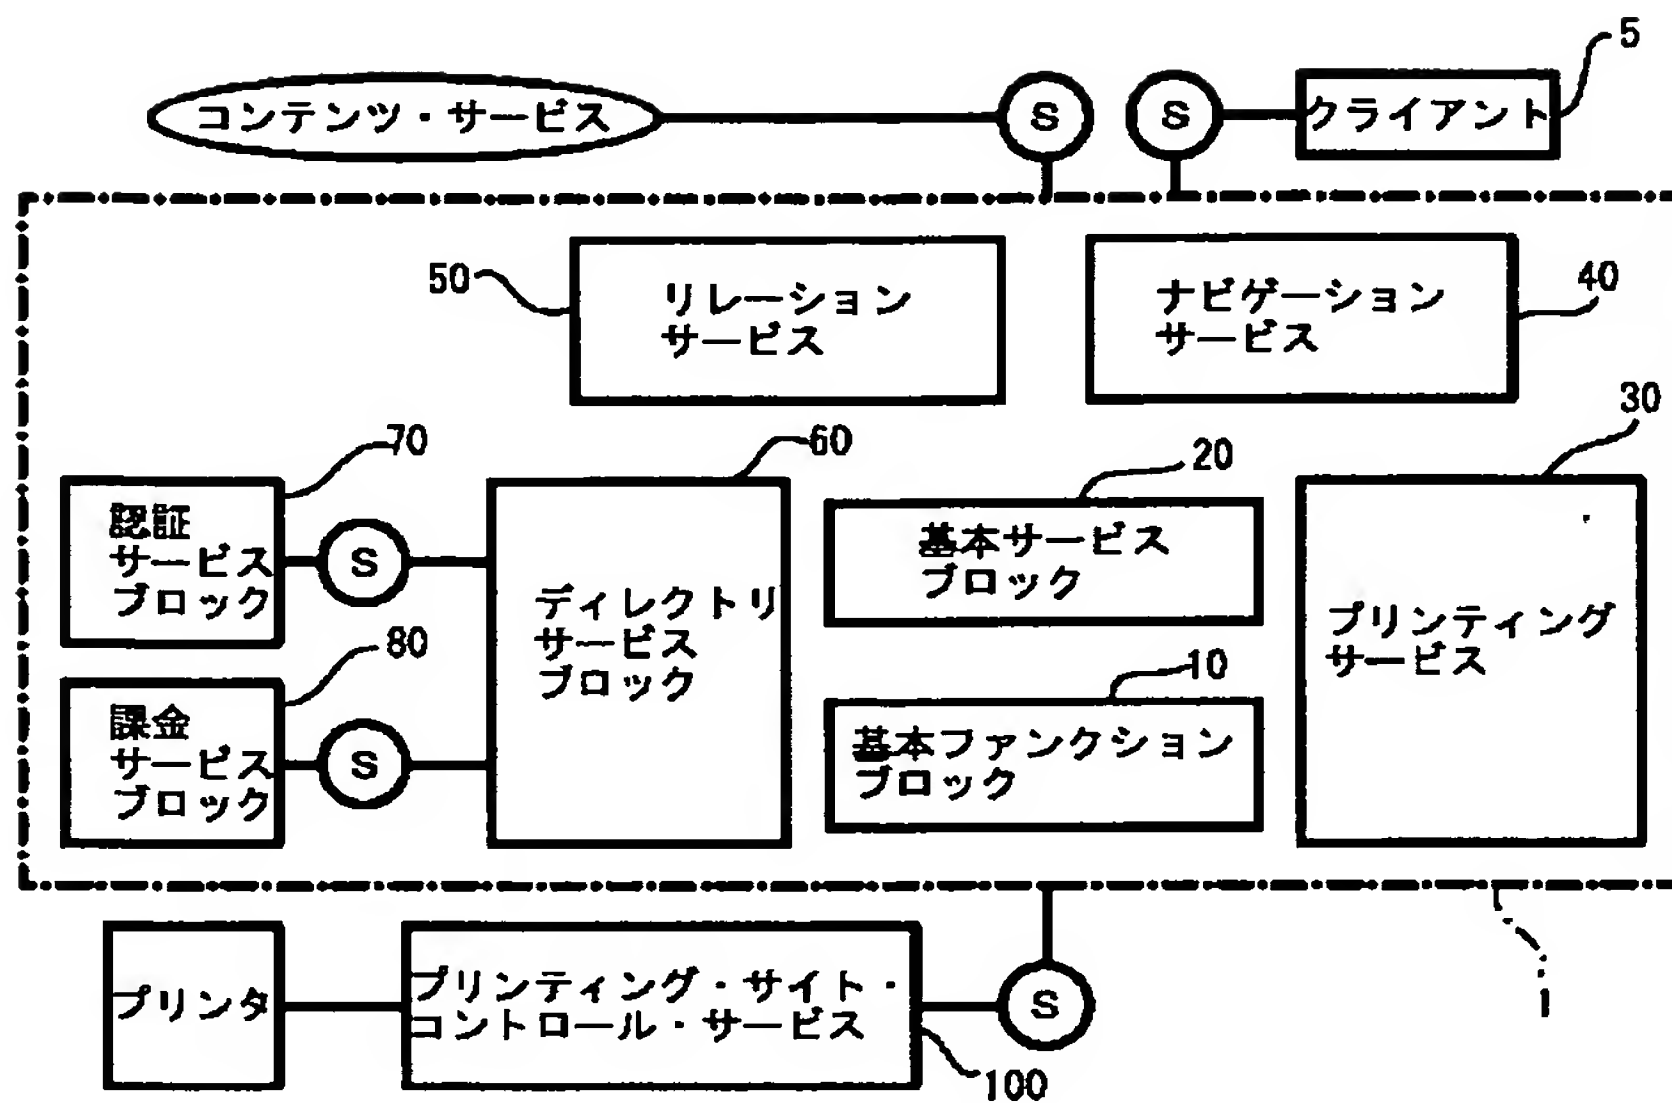 5
コンテンツ・サービス
S
S
クライアント
50
リレーション
サービス
ナビゲーション
サービス
40
30
70
60
20
認証
サービス
ブロック
S
ディレクトリ
サービス
ブロック
基本サービス
ブロック
プリンティング
サービス
80
10
課金
サービス
ブロック
S
基本ファンクション
ブロック
プリンタ
プリンティング・サイト・
コントロール・サービス
S
1
100